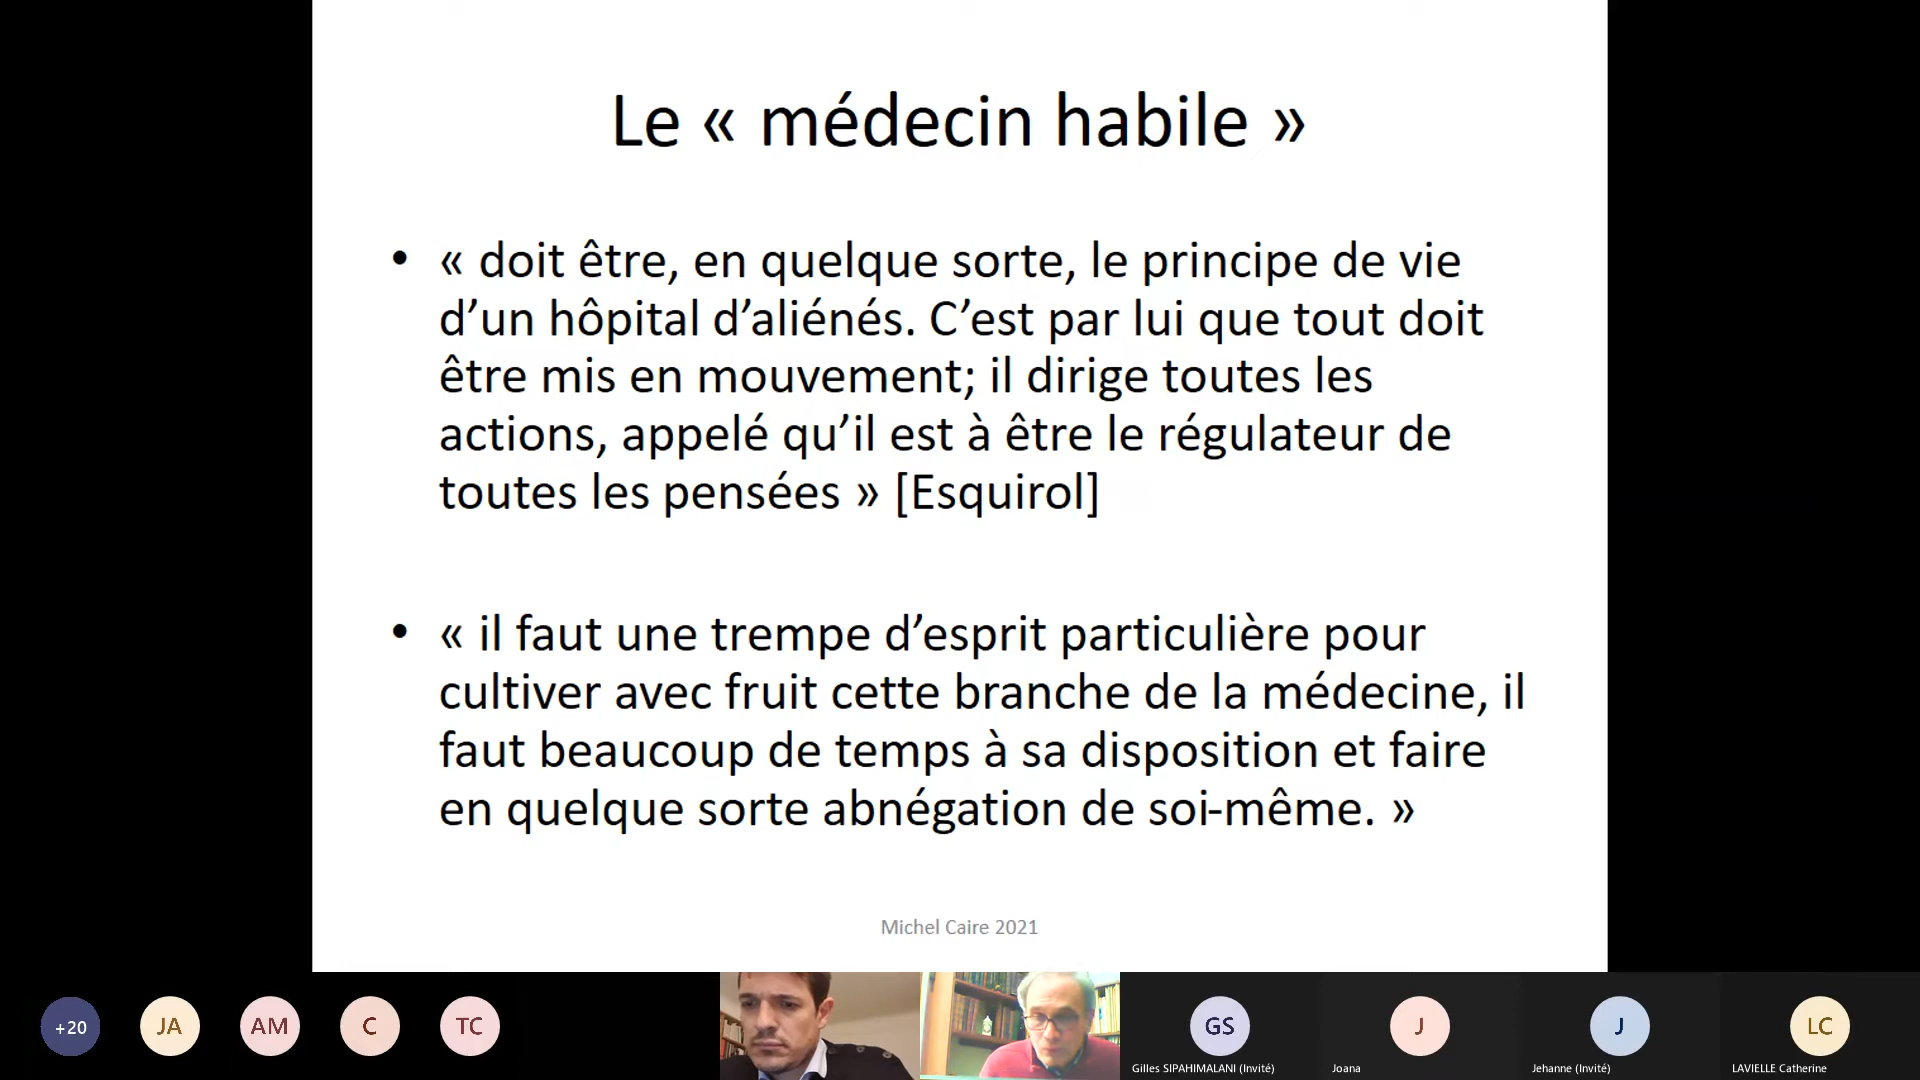 Le « médecin habile »
• « doit être, en quelque sorte, le principe de vie
d’un hôpital d’aliénés. C’est par lui que tout doit
être mis en mouvement; il dirige toutes les
actions, appelé qu’il est à être le régulateur de
toutes les pensées » [Esquirol]
• « il faut une trempe d’esprit particulière pour
cultiver avec fruit cette branche de la médecine, il
faut beaucoup de temps à sa disposition et faire
en quelque sorte abnégation de soi-même. »
Michel Caire 2021
+20
JA
AM
C
TC
GS
J
J
LC
Gilles SIPAHIMALANI (Invité)
Joana
Jehanne (Invité)
LAVIELLE Catherine